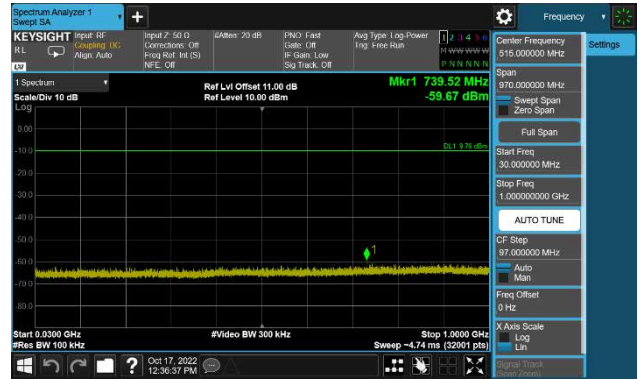 Spectrum Analyzer 1
Swept SA
+
Frequency
KEYSIGHT
RL
Input: RF
Coupling: DC
Align: Auto
Input Z: 50 Ω
Corrections: Off
Freq Ref: Int (S)
NFE: Off
#Atten: 20 dB
PNO: Fast
Gate: Off
IF Gain: Low
Sig Track: Off
Avg Type: Log-Power
Trig: Free Run
1 2 3 4 5 6
M W W W W W
P N N N N N
1 Spectrum
Scale/Div 10 dB
Log
Ref Lvl Offset 11.00 dB
Ref Level 10.00 dBm
Mkr1 739.52 MHz
-59.67 dBm
0.00
-10.0
-20.0
-30.0
-40.0
-50.0
-60.0
-70.0
-80.0
1
Start 0.0300 GHz
#Res BW 100 kHz
#Video BW 300 kHz
Stop 1.0000 GHz
Sweep ~4.74 ms (32001 pts)
Center Frequency
515.000000 MHz
Settings
Span
970.000000 MHz
Swept Span
Zero Span
Full Span
Start Freq
30.000000 MHz
Stop Freq
1.000000000 GHz
AUTO TUNE
CF Step
97.000000 MHz
Auto
Man
Freq Offset
0 Hz
X Axis Scale
Log
Lin
Signal Track
(Span Zoom)
?
Oct 17, 2022
12:36:37 PM